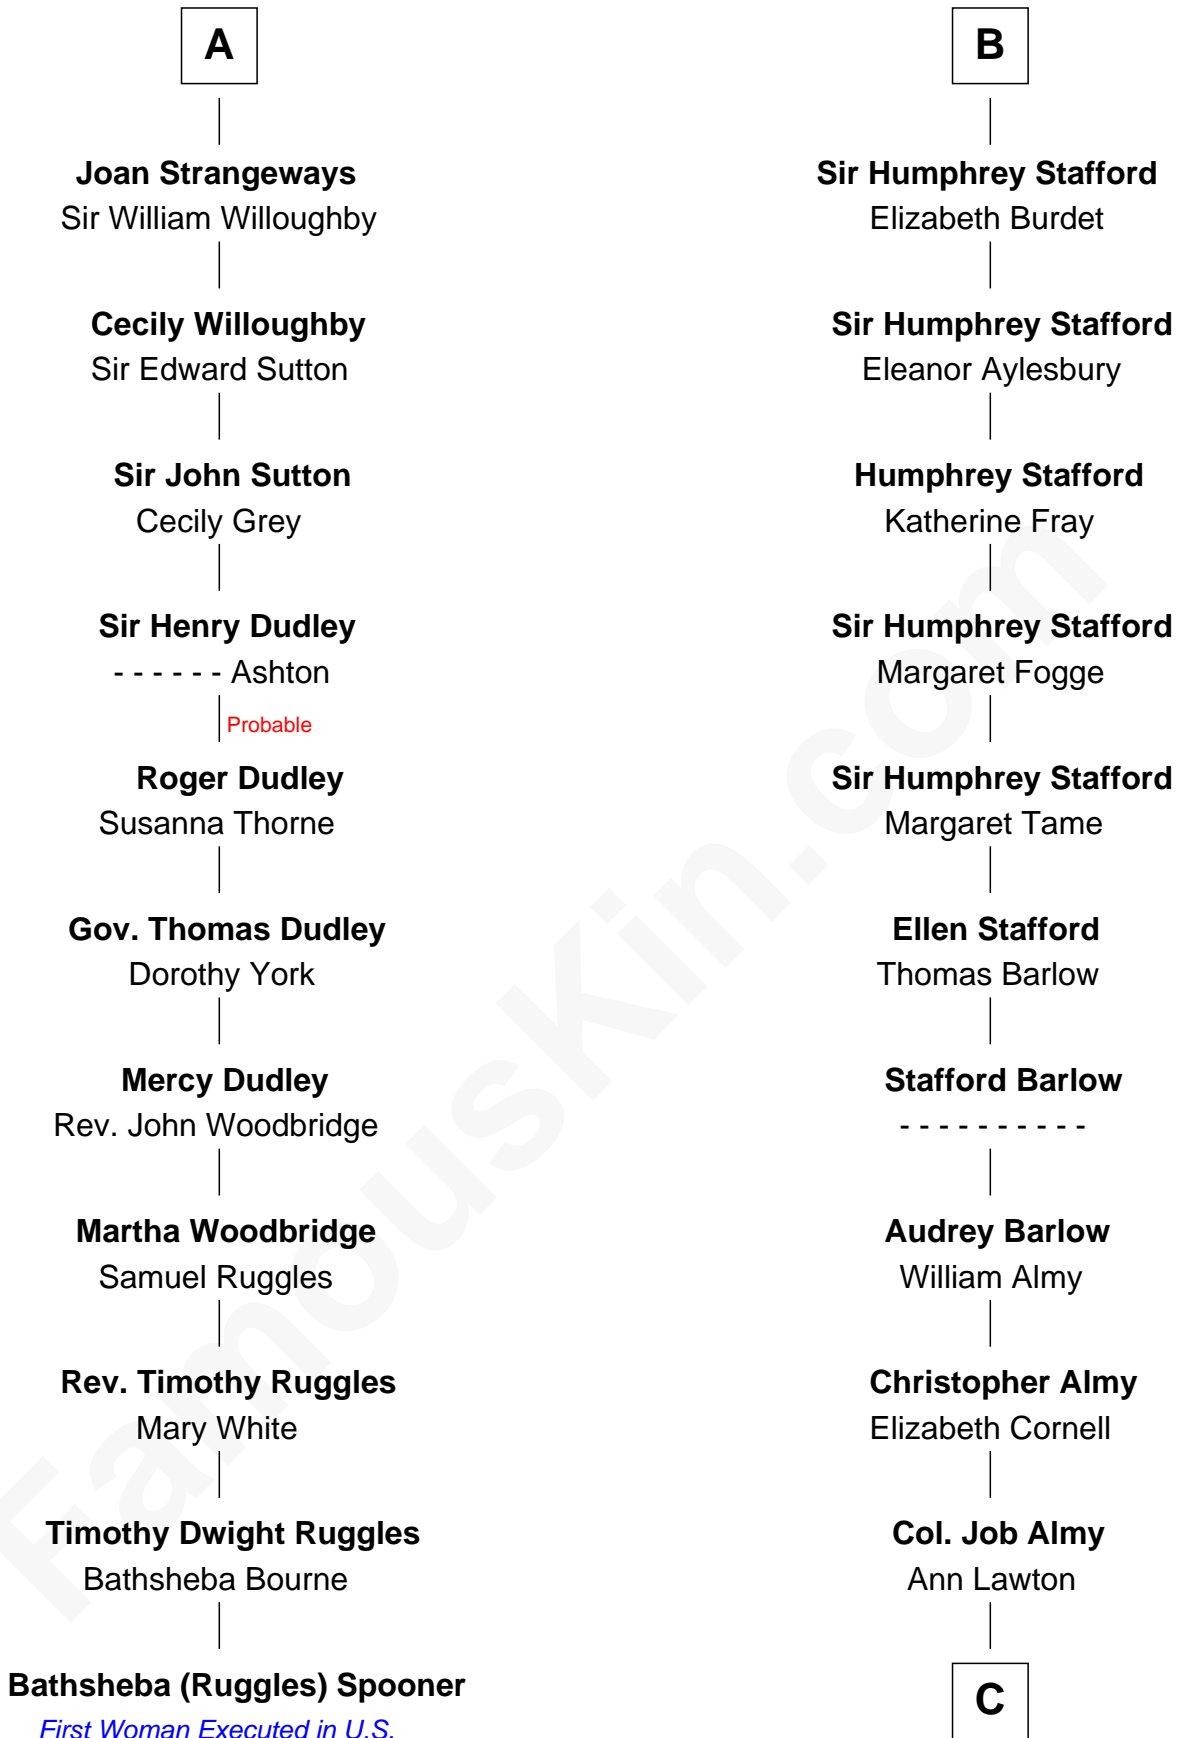 A
Joan Strangeways
Sir William Willoughby
Cecily Willoughby
Sir Edward Sutton
Sir John Sutton
Cecily Grey
Sir Henry Dudley
- - - - - - Ashton
Probable
Roger Dudley
Susanna Thorne
Gov. Thomas Dudley
Dorothy York
Mercy Dudley
Rev. John Woodbridge
Martha Woodbridge
Samuel Ruggles
Rev. Timothy Ruggles
Mary White
Timothy Dwight Ruggles
Bathsheba Bourne
Bathsheba (Ruggles) Spooner
First Woman Executed in U.S.
B
Sir Humphrey Stafford
Elizabeth Burdet
Sir Humphrey Stafford
Eleanor Aylesbury
Humphrey Stafford
Katherine Fray
Sir Humphrey Stafford
Margaret Fogge
Sir Humphrey Stafford
Margaret Tame
Ellen Stafford
Thomas Barlow
Stafford Barlow
- - - - - - - - - -
Audrey Barlow
William Almy
Christopher Almy
Elizabeth Cornell
Col. Job Almy
Ann Lawton
C
FamousKin.com